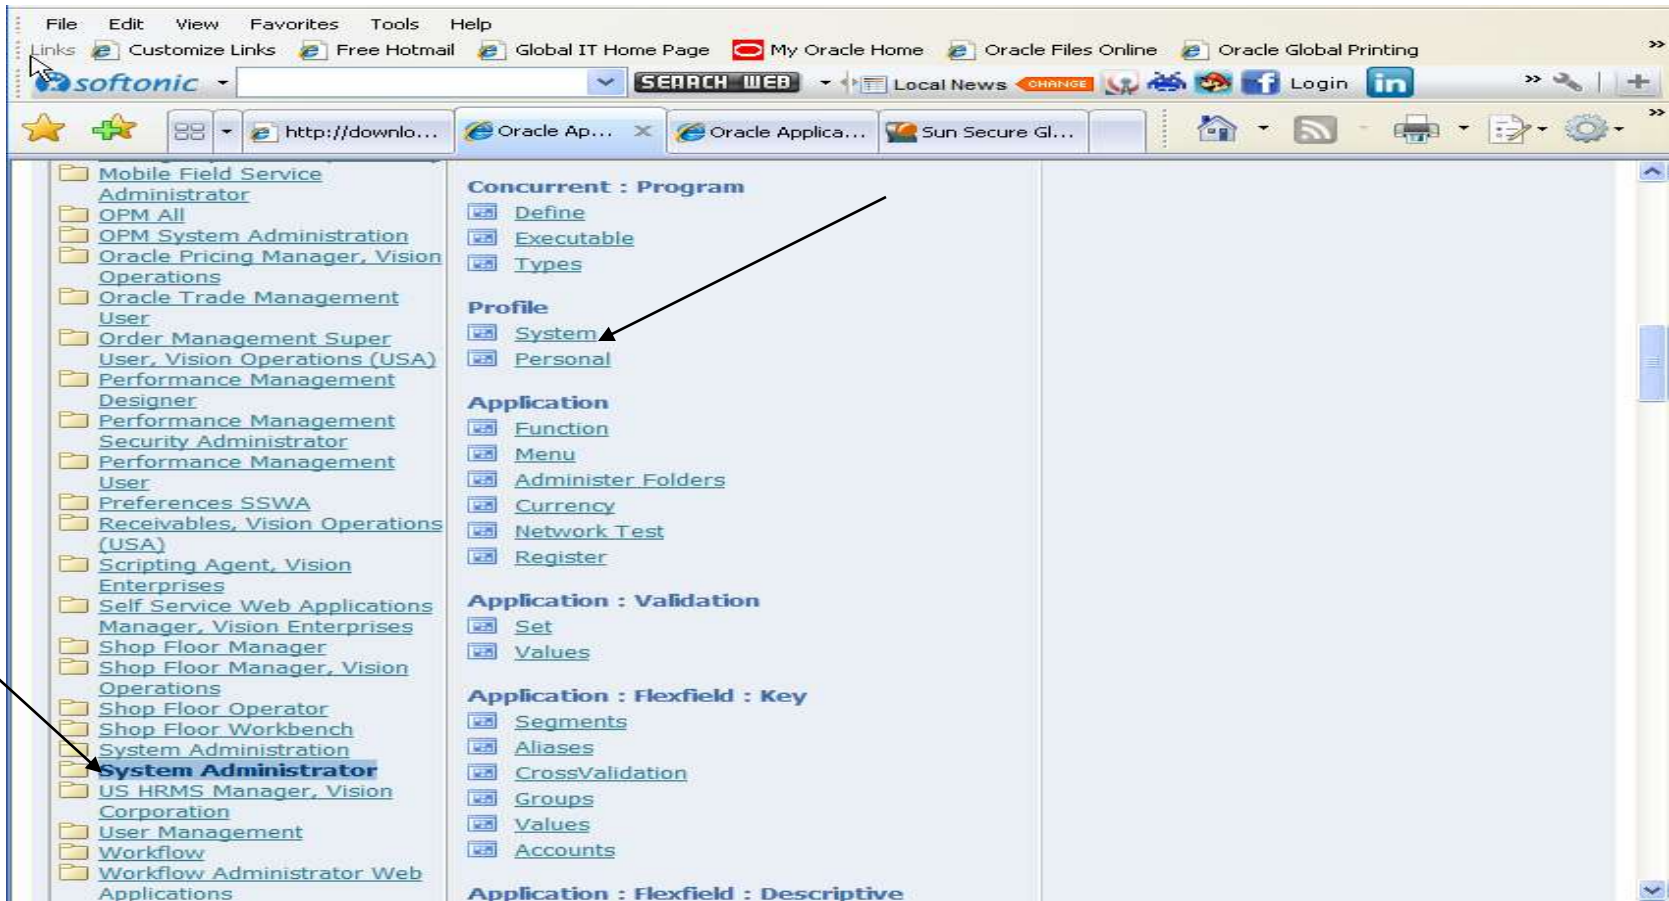 File Edit View Favorites Tools Help
Links Customize Links Free Hotmail Global IT Home Page My Oracle Home Oracle Files Online Oracle Global Printing »
softonic SEARCH WEB Local News CHANGE Login in »
http://downlo... Oracle Ap... Oracle Applica... Sun Secure Gl... »
Mobile Field Service
Administrator
OPM All
OPM System Administration
Oracle Pricing Manager, Vision
Operations
Oracle Trade Management
User
Order Management Super
User, Vision Operations (USA)
Performance Management
Designer
Performance Management
Security Administrator
Performance Management
User
Preferences SSWA
Receivables, Vision Operations
(USA)
Scripting Agent, Vision
Enterprises
Self Service Web Applications
Manager, Vision Enterprises
Shop Floor Manager
Shop Floor Manager, Vision
Operations
Shop Floor Operator
Shop Floor Workbench
System Administration
System Administrator
US HRMS Manager, Vision
Corporation
User Management
Workflow
Workflow Administrator Web
Applications
Concurrent : Program
Define
Executable
Types
Profile
System
Personal
Application
Function
Menu
Administer Folders
Currency
Network Test
Register
Application : Validation
Set
Values
Application : Flexfield : Key
Segments
Aliases
CrossValidation
Groups
Values
Accounts
Application : Flexfield : Descriptive